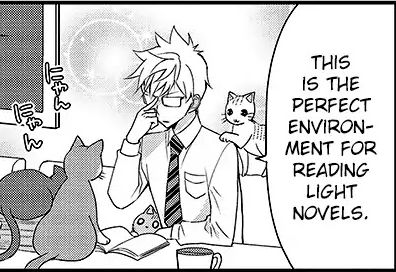 THIS
IS THE
PERFECT
ENVIRON-
MENT FOR
READING
LIGHT
NOVELS.
にゃん
にゃん